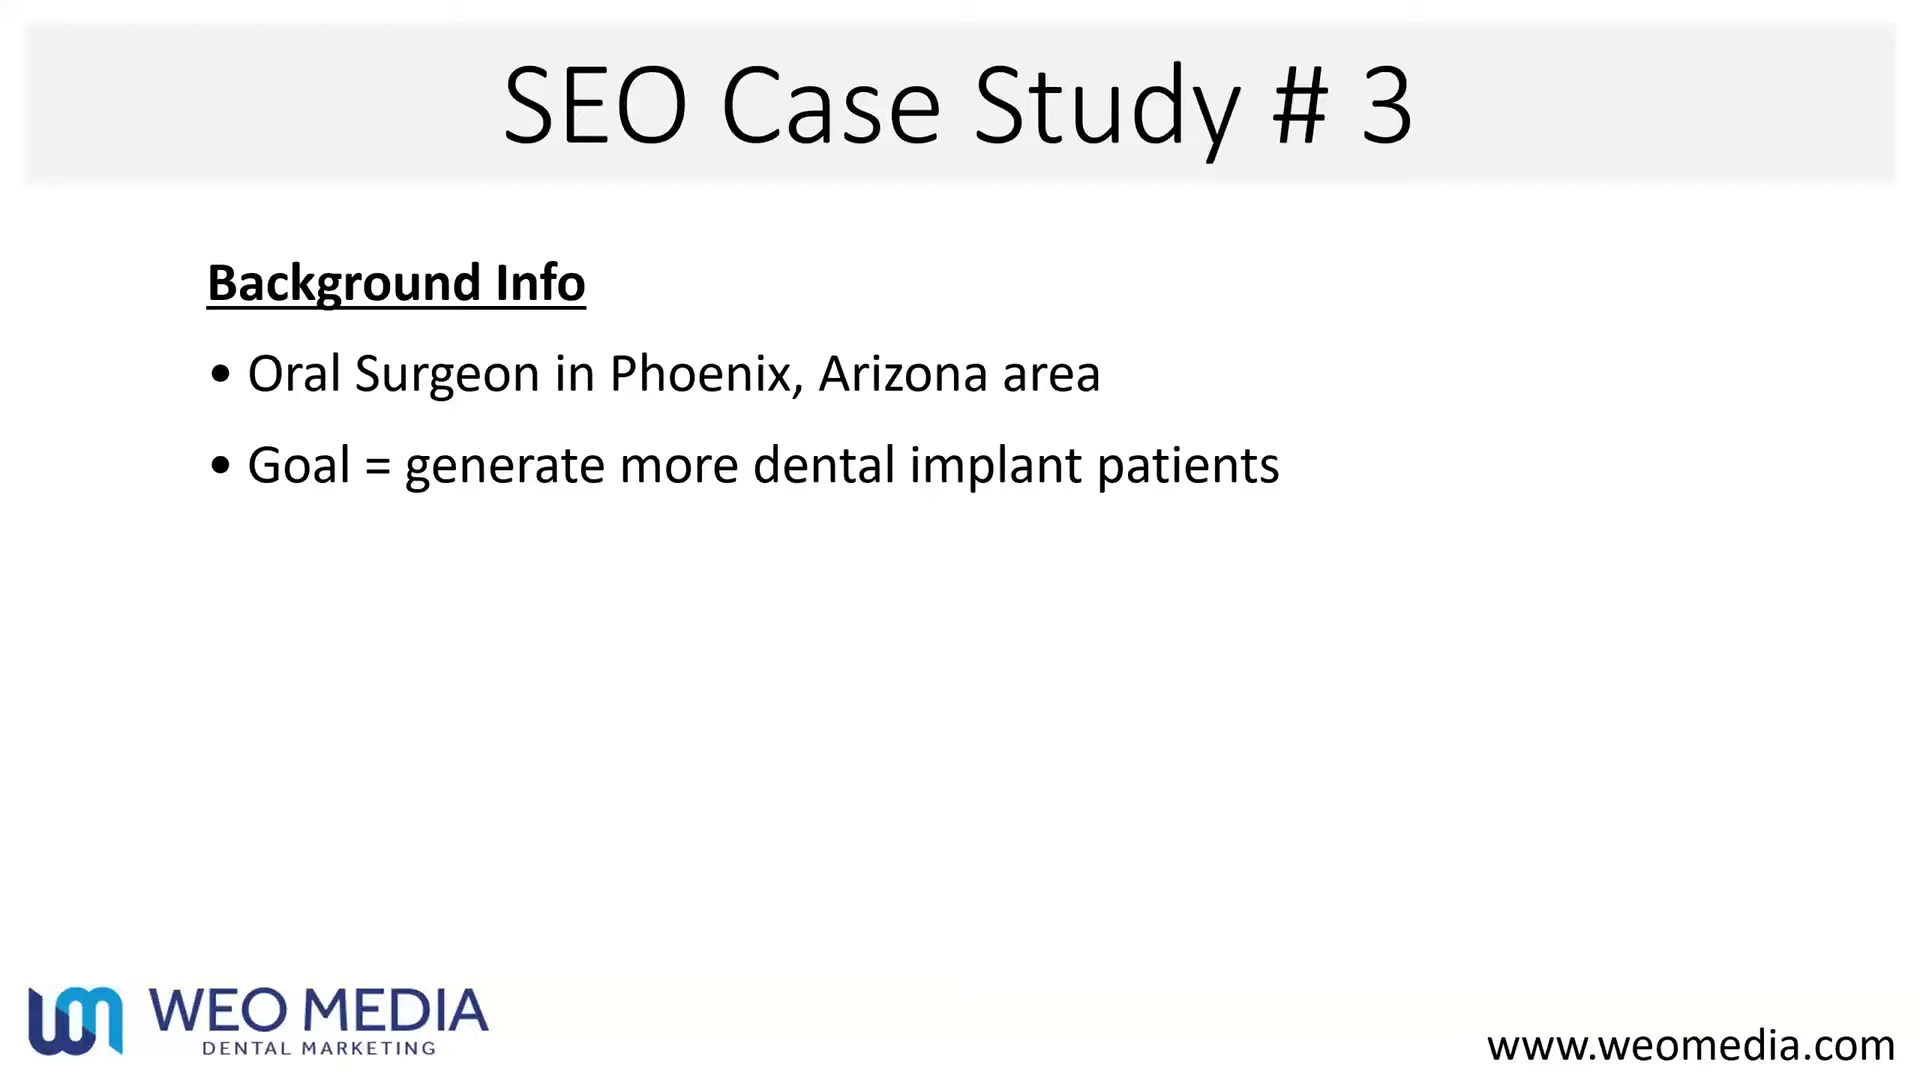 SEO Case Study # 3
Background Info
• Oral Surgeon in Phoenix, Arizona area
• Goal = generate more dental implant patients
WEO MEDIA
DENTAL MARKETING
www.weomedia.com